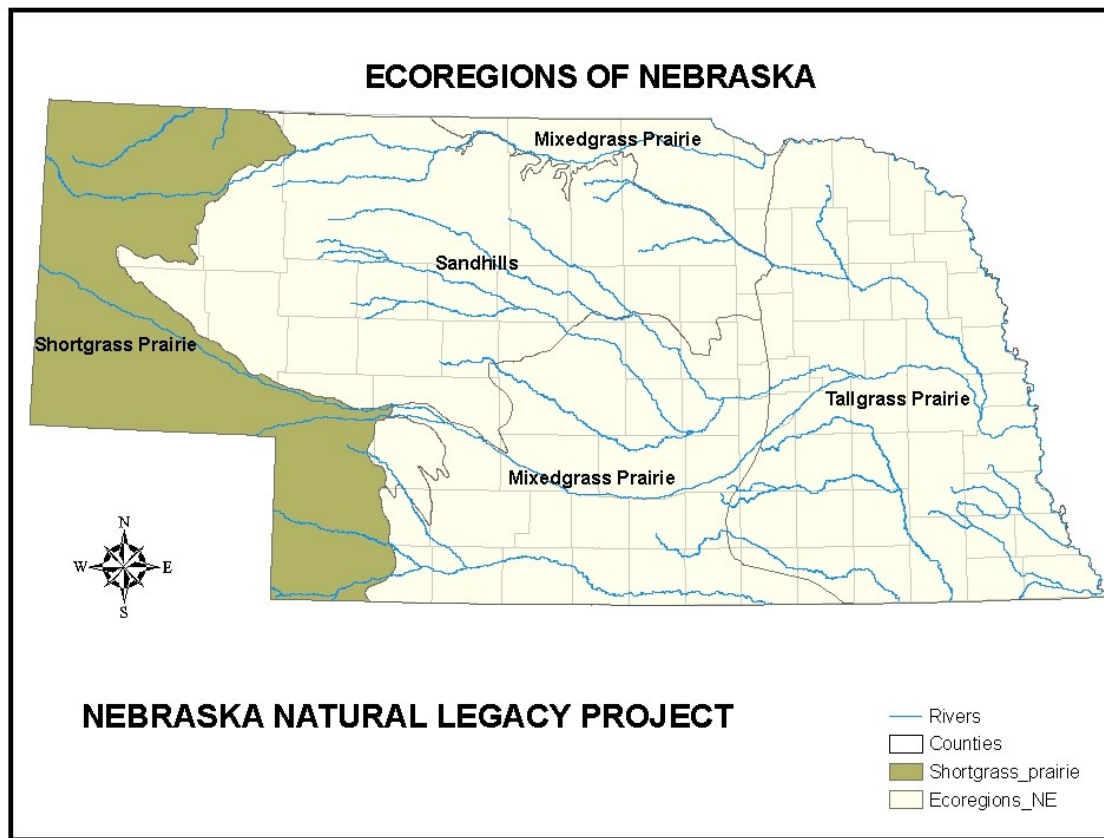 ECOREGIONS OF NEBRASKA
Mixedgrass Prairie
Sandhills
Shortgrass Prairie
Tallgrass Prairie
Mixedgrass Prairie
N
W E
S
NEBRASKA NATURAL LEGACY PROJECT
Rivers
Counties
Shortgrass_prairie
Ecoregions_NE